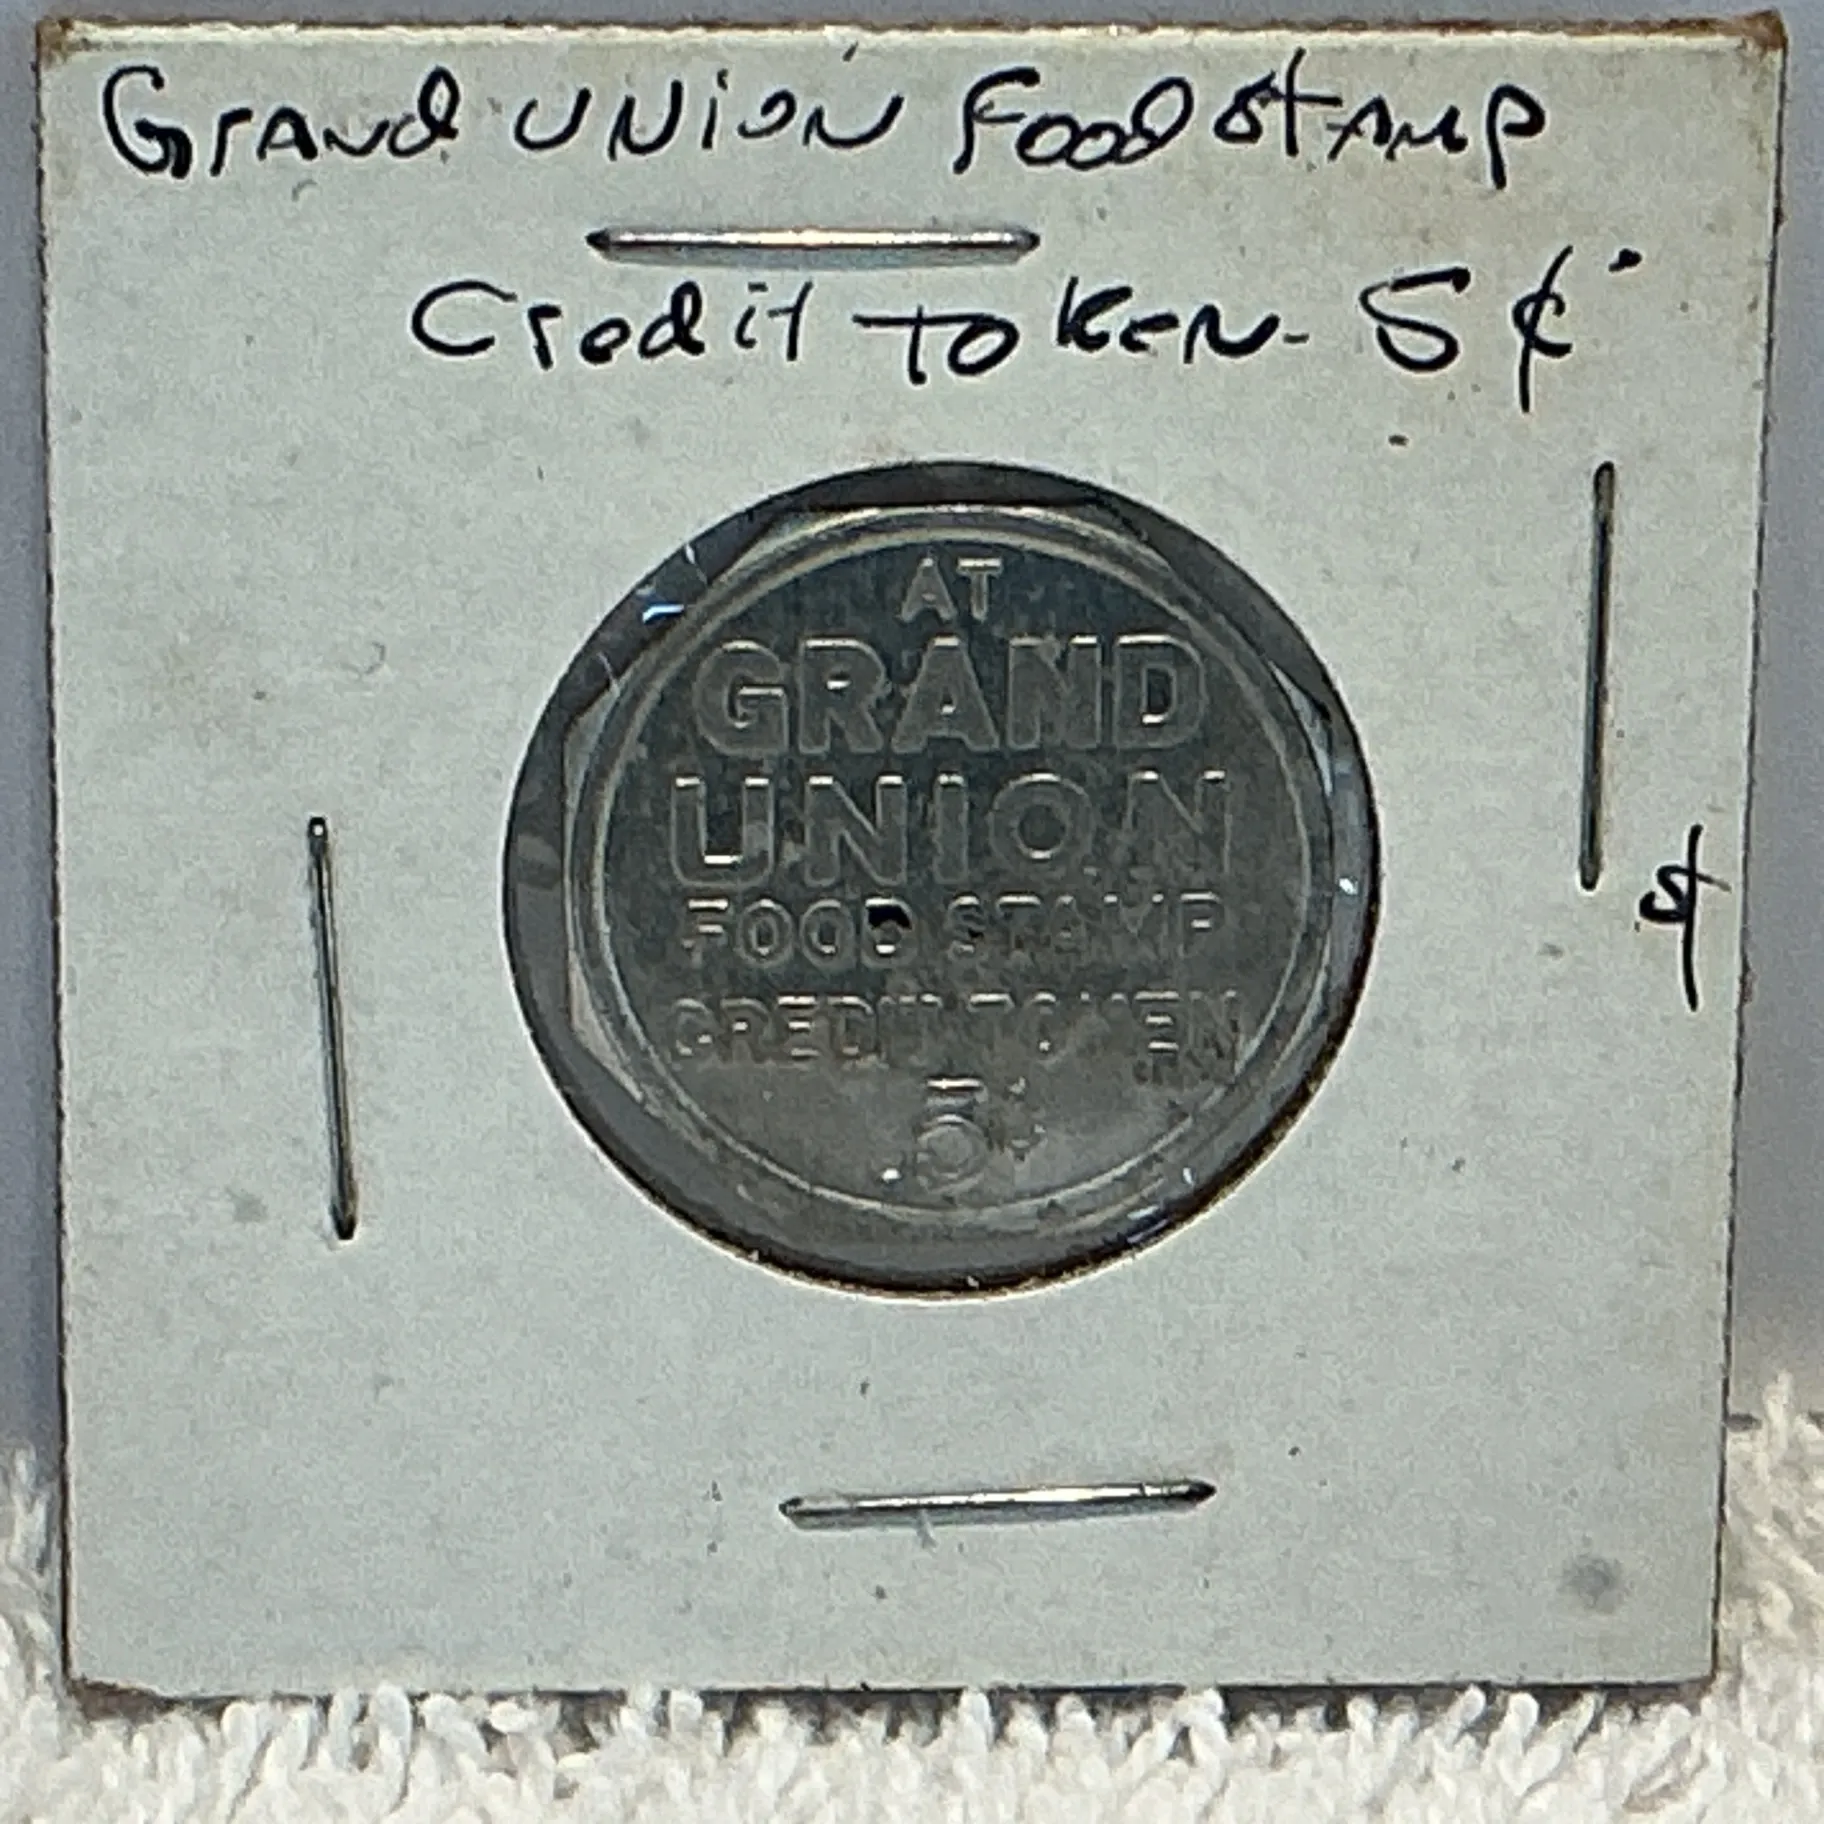 Grand Union Food Stamp
Credit Token - 5¢
AT
GRAND
UNION
FOOD STAMP
CREDIT TOKEN
5¢